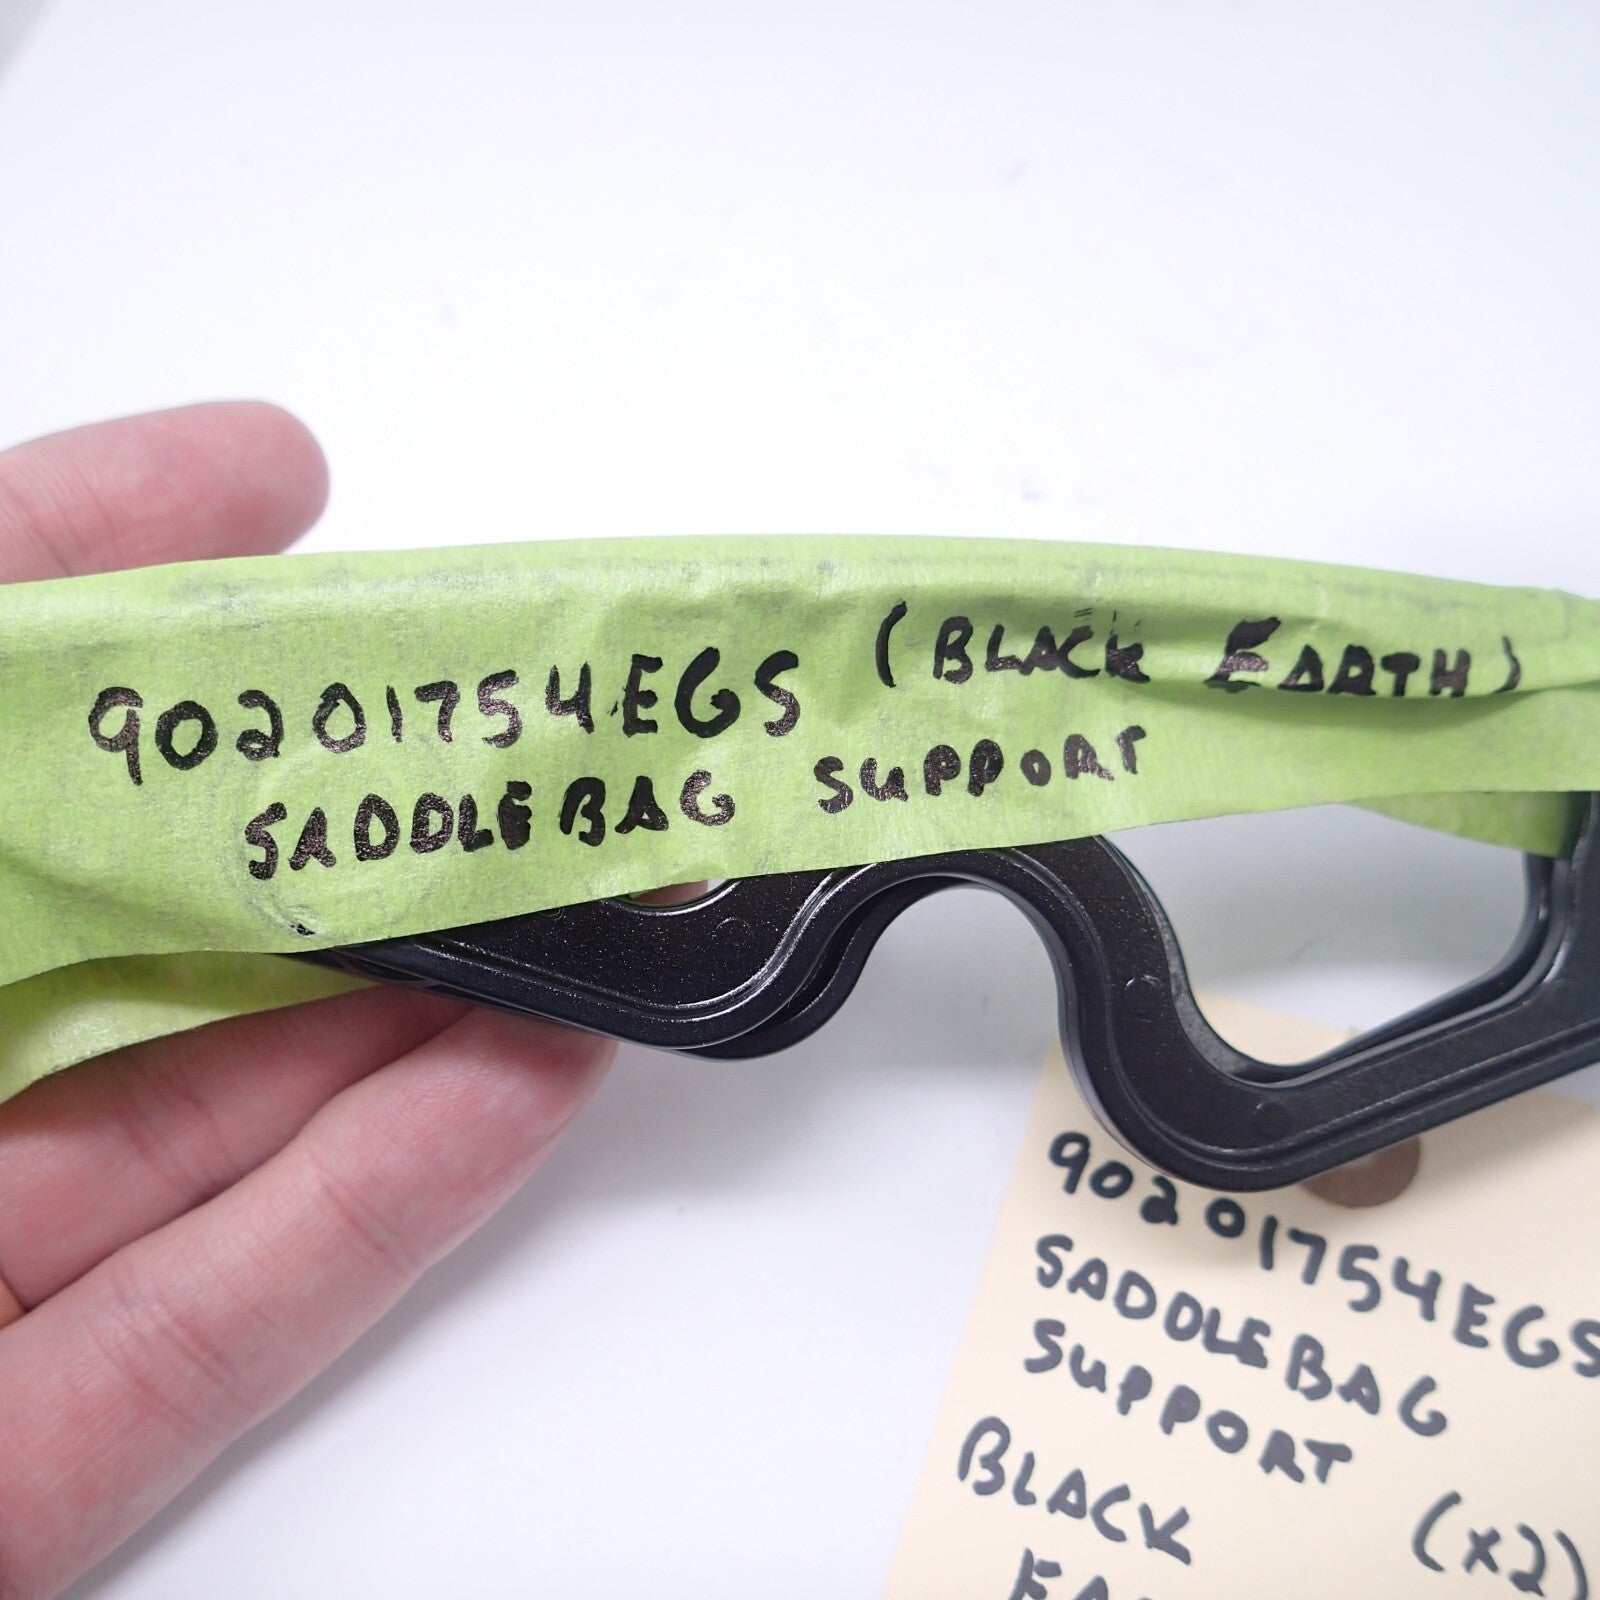 90201754EGS (BLACK EARTH)
SADDLEBAG SUPPORT
90201754EGS
SADDLEBAG
SUPPORT
BLACK (x2)